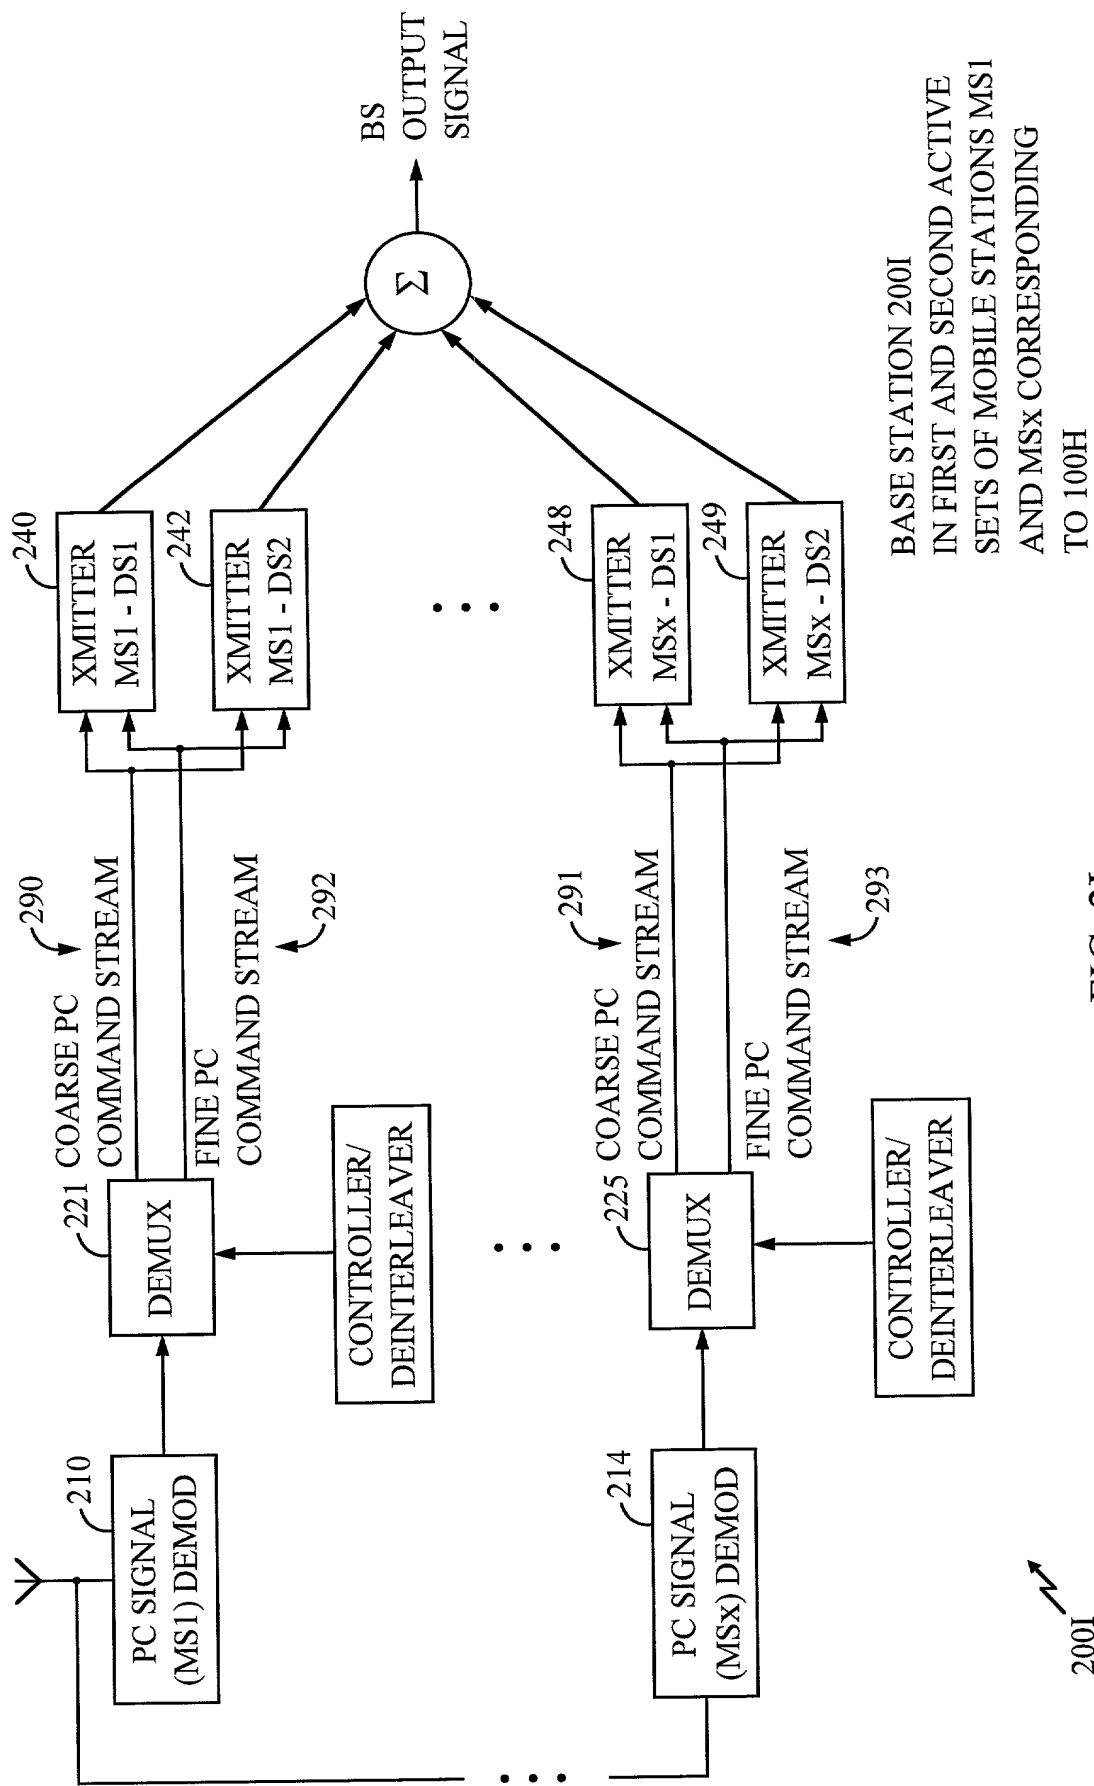 210
PC SIGNAL
(MS1) DEMOD
221
DEMUX
CONTROLLER/
DEINTERLEAVER
290
COARSE PC
COMMAND STREAM
FINE PC
COMMAND STREAM
292
240
XMITTER
MS1 - DS1
242
XMITTER
MS1 - DS2
Σ
BS
OUTPUT
SIGNAL
214
PC SIGNAL
(MSx) DEMOD
225
DEMUX
CONTROLLER/
DEINTERLEAVER
291
COARSE PC
COMMAND STREAM
FINE PC
COMMAND STREAM
293
248
XMITTER
MSx - DS1
249
XMITTER
MSx - DS2
BASE STATION 200I
IN FIRST AND SECOND ACTIVE
SETS OF MOBILE STATIONS MS1
AND MSx CORRESPONDING
TO 100H
200I